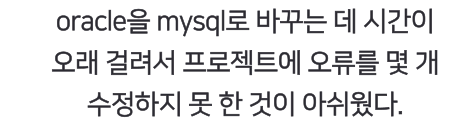 oracle을 mysql로 바꾸는 데 시간이
오래 걸려서 프로젝트에 오류를 몇 개
수정하지 못 한 것이 아쉬웠다.